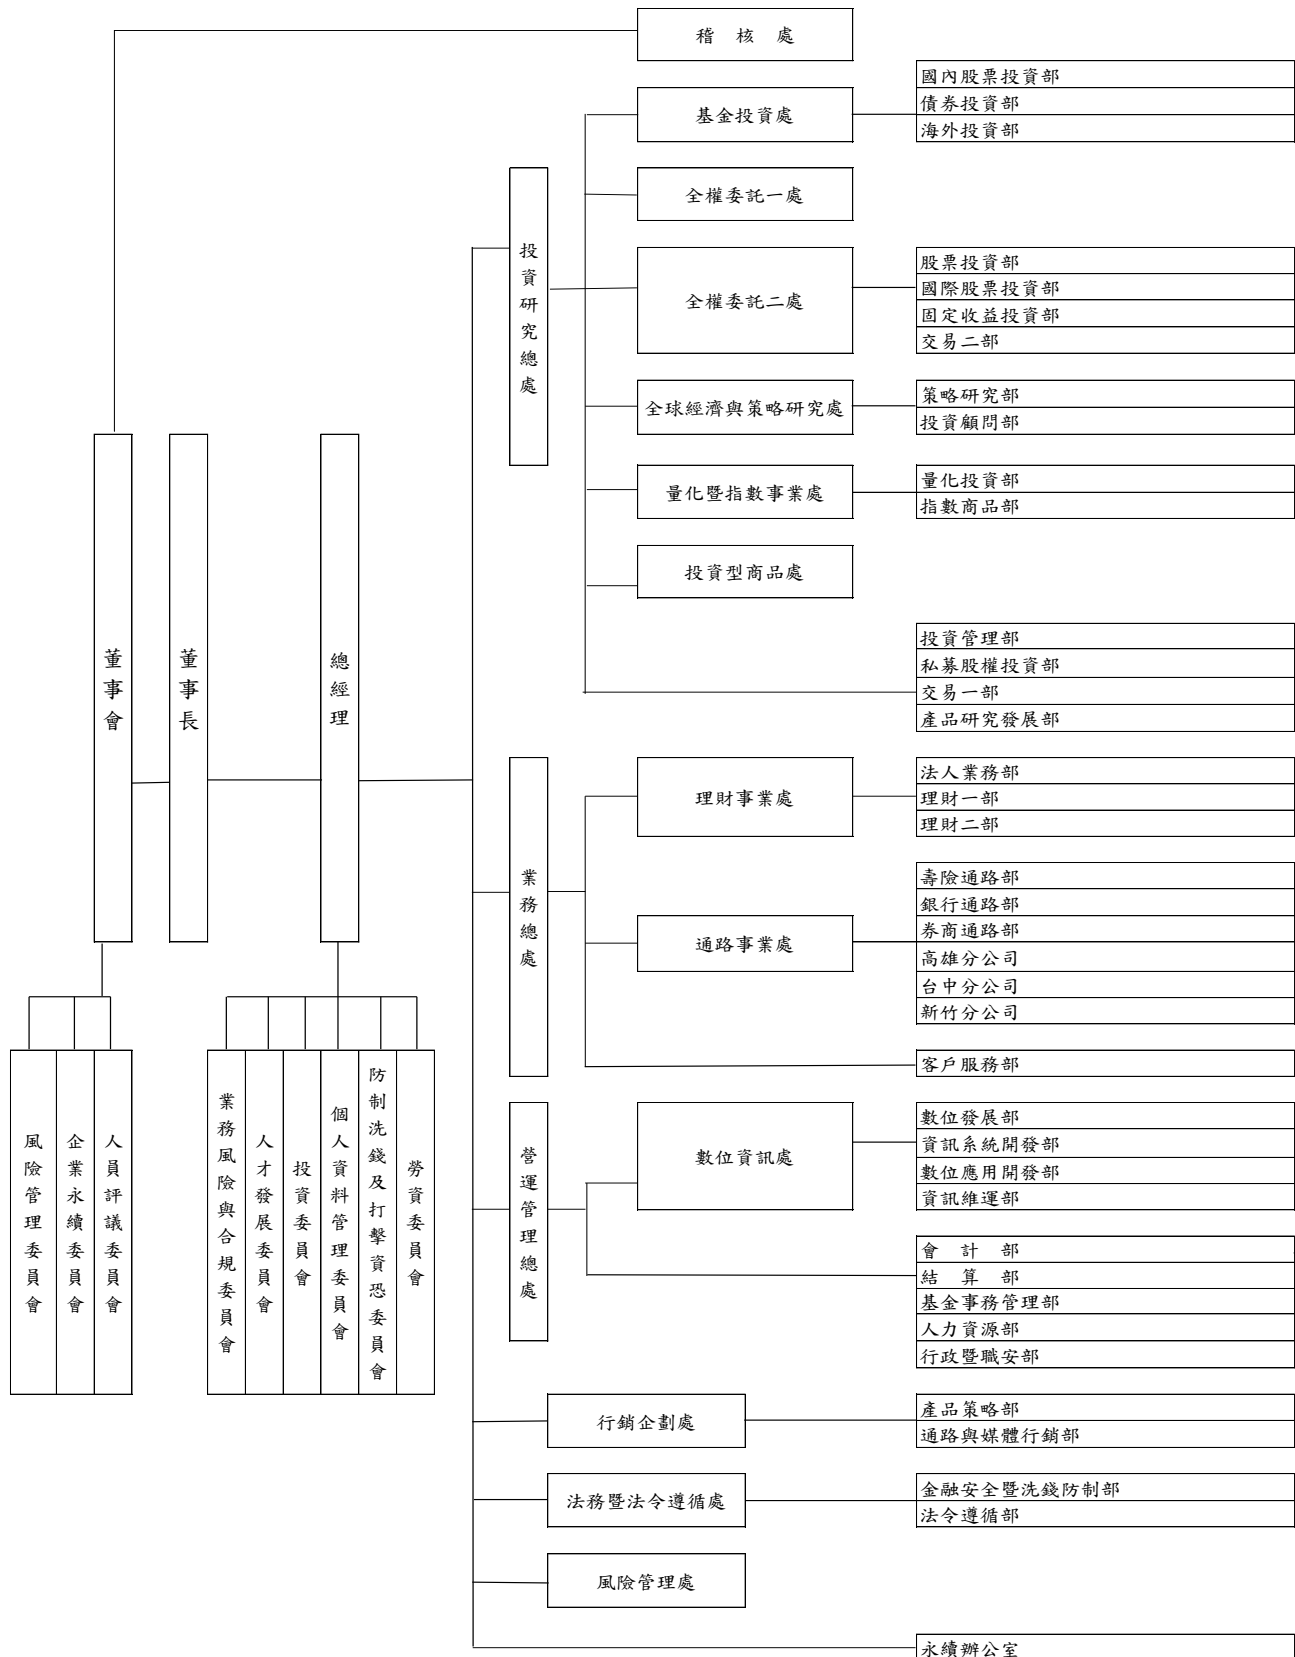 稽 核 處
國內股票投資部
基金投資處
債券投資部
海外投資部
全權委託一處
投資研究總處
股票投資部
全權委託二處
國際股票投資部
固定收益投資部
交易二部
全球經濟與策略研究處
策略研究部
投資顧問部
量化暨指數事業處
量化投資部
指數商品部
投資型商品處
投資管理部
私募股權投資部
交易一部
產品研究發展部
董事會
董事長
總經理
理財事業處
法人業務部
理財一部
理財二部
業務總處
通路事業處
壽險通路部
銀行通路部
券商通路部
高雄分公司
台中分公司
新竹分公司
客戶服務部
風險管理委員會
企業永續委員會
人員評議委員會
業務風險與合規委員會
人才發展委員會
投資委員會
個人資料管理委員會
防制洗錢及打擊資恐委員會
勞資委員會
營運管理總處
數位資訊處
數位發展部
資訊系統開發部
數位應用開發部
資訊維運部
會 計 部
結 算 部
基金事務管理部
人力資源部
行政暨職安部
行銷企劃處
產品策略部
通路與媒體行銷部
法務暨法令遵循處
金融安全暨洗錢防制部
法令遵循部
風險管理處
永續辦公室